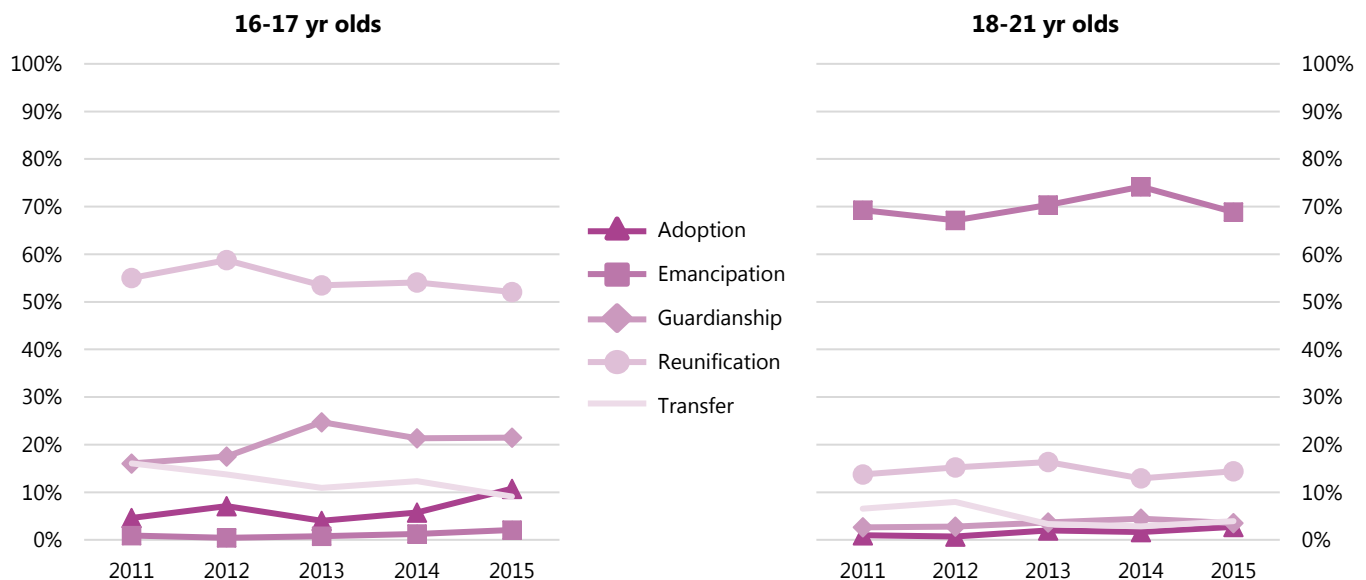 16-17 yr olds
100%
90%
80%
70%
60%
50%
40%
30%
20%
10%
0%
2011 2012 2013 2014 2015
Adoption
Emancipation
Guardianship
Reunification
Transfer
18-21 yr olds
100%
90%
80%
70%
60%
50%
40%
30%
20%
10%
0%
2011 2012 2013 2014 2015